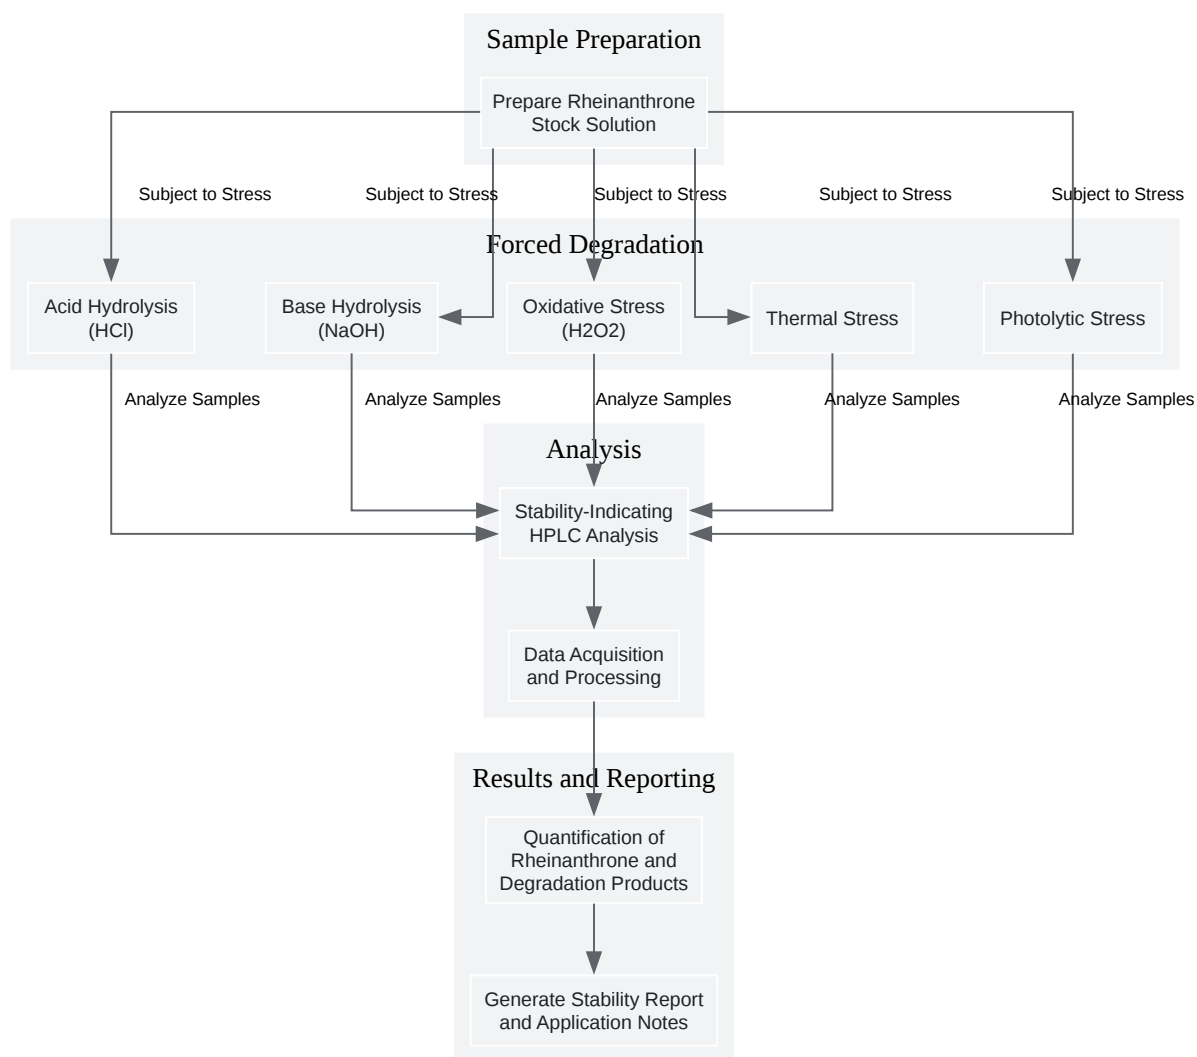 Sample Preparation
Prepare Rheinanthrone
Stock Solution
Subject to Stress
Subject to Stress
Subject to Stress
Subject to Stress
Subject to Stress
Forced Degradation
Acid Hydrolysis
(HCl)
Base Hydrolysis
(NaOH)
Oxidative Stress
(H2O2)
Thermal Stress
Photolytic Stress
Analyze Samples
Analyze Samples
Analyze Samples
Analyze Samples
Analyze Samples
Analysis
Stability-Indicating
HPLC Analysis
Data Acquisition
and Processing
Results and Reporting
Quantification of
Rheinanthrone and
Degradation Products
Generate Stability Report
and Application Notes